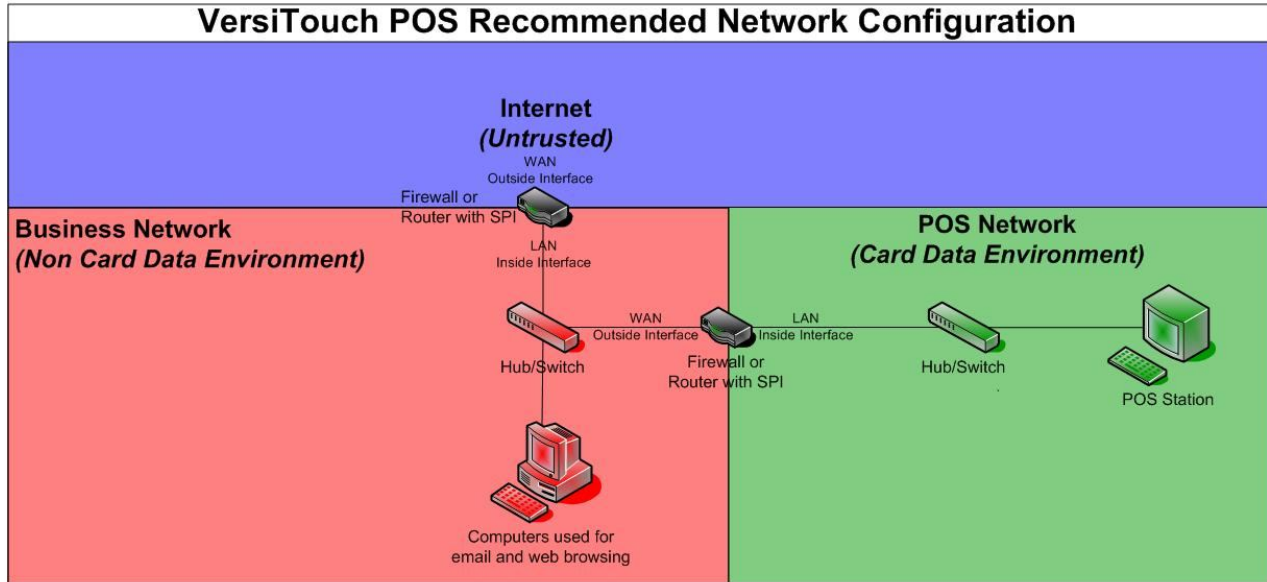 VersiTouch POS Recommended Network Configuration
Internet
(Untrusted)
WAN
Outside Interface
Firewall or
Router with SPI
Business Network
(Non Card Data Environment)
LAN
Inside Interface
POS Network
(Card Data Environment)
Hub/Switch
WAN
Outside Interface
Firewall or
Router with SPI
LAN
Inside Interface
Hub/Switch
POS Station
Computers used for
email and web browsing